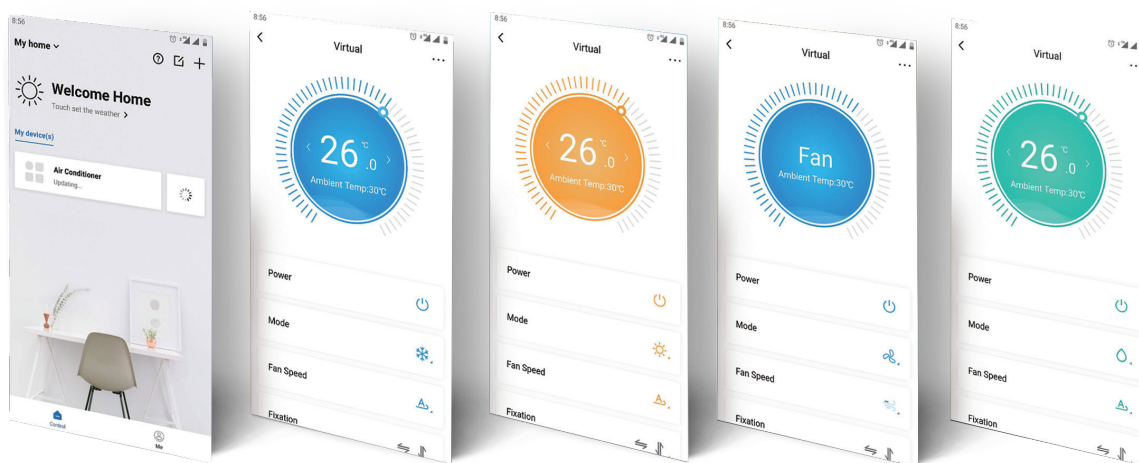 8:56
My home
Welcome Home
Touch set the weather >
My device(s)
Air Conditioner
Updating...
Control
Me
8:56
Virtual
...
26 ℃ .0
Ambient Temp:30℃
Power
Mode
Fan Speed
A
Fixation
8:56
Virtual
...
26 ℃ .0
Ambient Temp:30℃
Power
Mode
Fan Speed
A
Fixation
8:56
Virtual
...
Fan
Ambient Temp:30℃
Power
Mode
Fan Speed
Fixation
8:56
Virtual
26 ℃ .0
Ambient Temp:30℃
Power
Mode
Fan Speed
A
Fixation